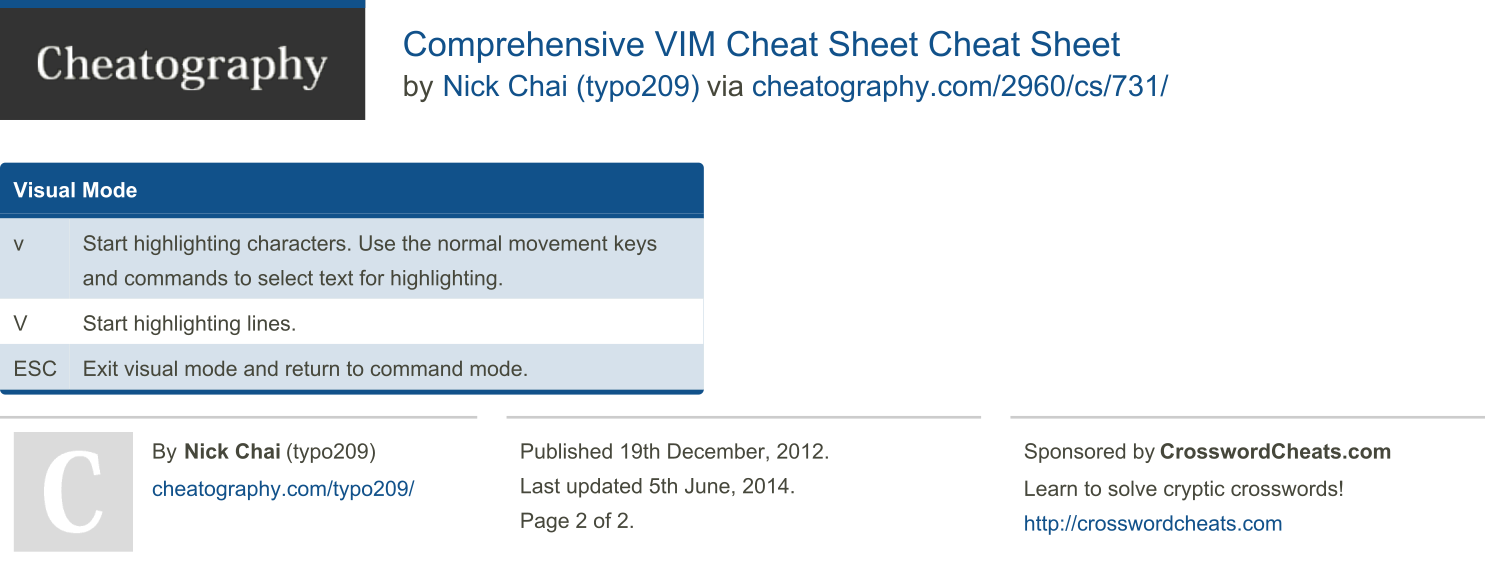 Cheatography
Comprehensive VIM Cheat Sheet Cheat Sheet
by Nick Chai (typo209) via cheatography.com/2960/cs/731/
Visual Mode
v Start highlighting characters. Use the normal movement keys
and commands to select text for highlighting.
V Start highlighting lines.
ESC Exit visual mode and return to command mode.
C
By Nick Chai (typo209)
cheatography.com/typo209/
Published 19th December, 2012.
Last updated 5th June, 2014.
Page 2 of 2.
Sponsored by CrosswordCheats.com
Learn to solve cryptic crosswords!
http://crosswordcheats.com